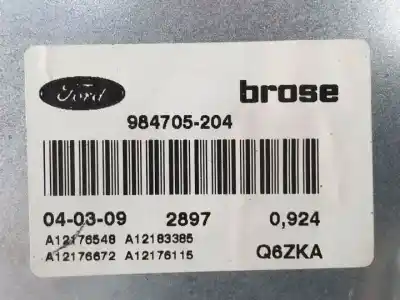 Ford brose
984705-204
04-03-09 2897 0,924
A12176548 A12183385
A12176672 A12176115 Q6ZKA